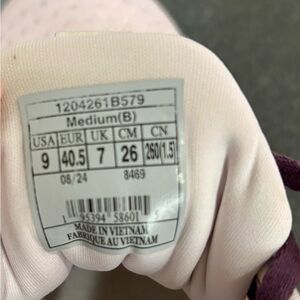 1204261B579
Medium(B)
USA EUR UK CM CN
9 40.5 7 26 260(1.5)
08/24 8469
1 95394 58601 5
MADE IN VIETNAM
FABRIQUE AU VIETNAM